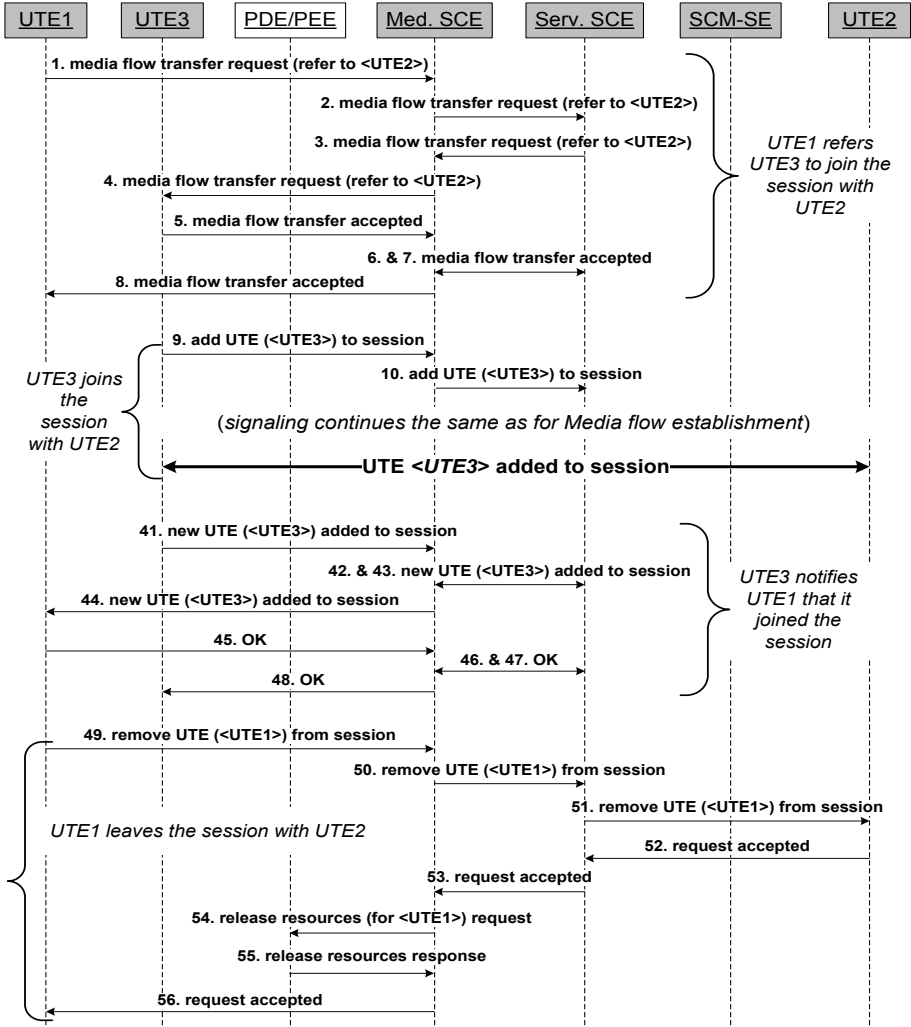 UTE1 UTE3 PDE/PEE Med. SCE Serv. SCE SCM-SE UTE2
1. media flow transfer request (refer to <UTE2>)
2. media flow transfer request (refer to <UTE2>)
3. media flow transfer request (refer to <UTE2>)
4. media flow transfer request (refer to <UTE2>)
5. media flow transfer accepted
6. & 7. media flow transfer accepted
8. media flow transfer accepted
UTE1 refers
UTE3 to join the
session with
UTE2
9. add UTE (<UTE3>) to session
10. add UTE (<UTE3>) to session
UTE3 joins
the
session
with UTE2
(signaling continues the same as for Media flow establishment)
UTE <UTE3> added to session
41. new UTE (<UTE3>) added to session
42. & 43. new UTE (<UTE3>) added to session
44. new UTE (<UTE3>) added to session
45. OK
46. & 47. OK
48. OK
UTE3 notifies
UTE1 that it
joined the
session
49. remove UTE (<UTE1>) from session
50. remove UTE (<UTE1>) from session
51. remove UTE (<UTE1>) from session
UTE1 leaves the session with UTE2
52. request accepted
53. request accepted
54. release resources (for <UTE1>) request
55. release resources response
56. request accepted